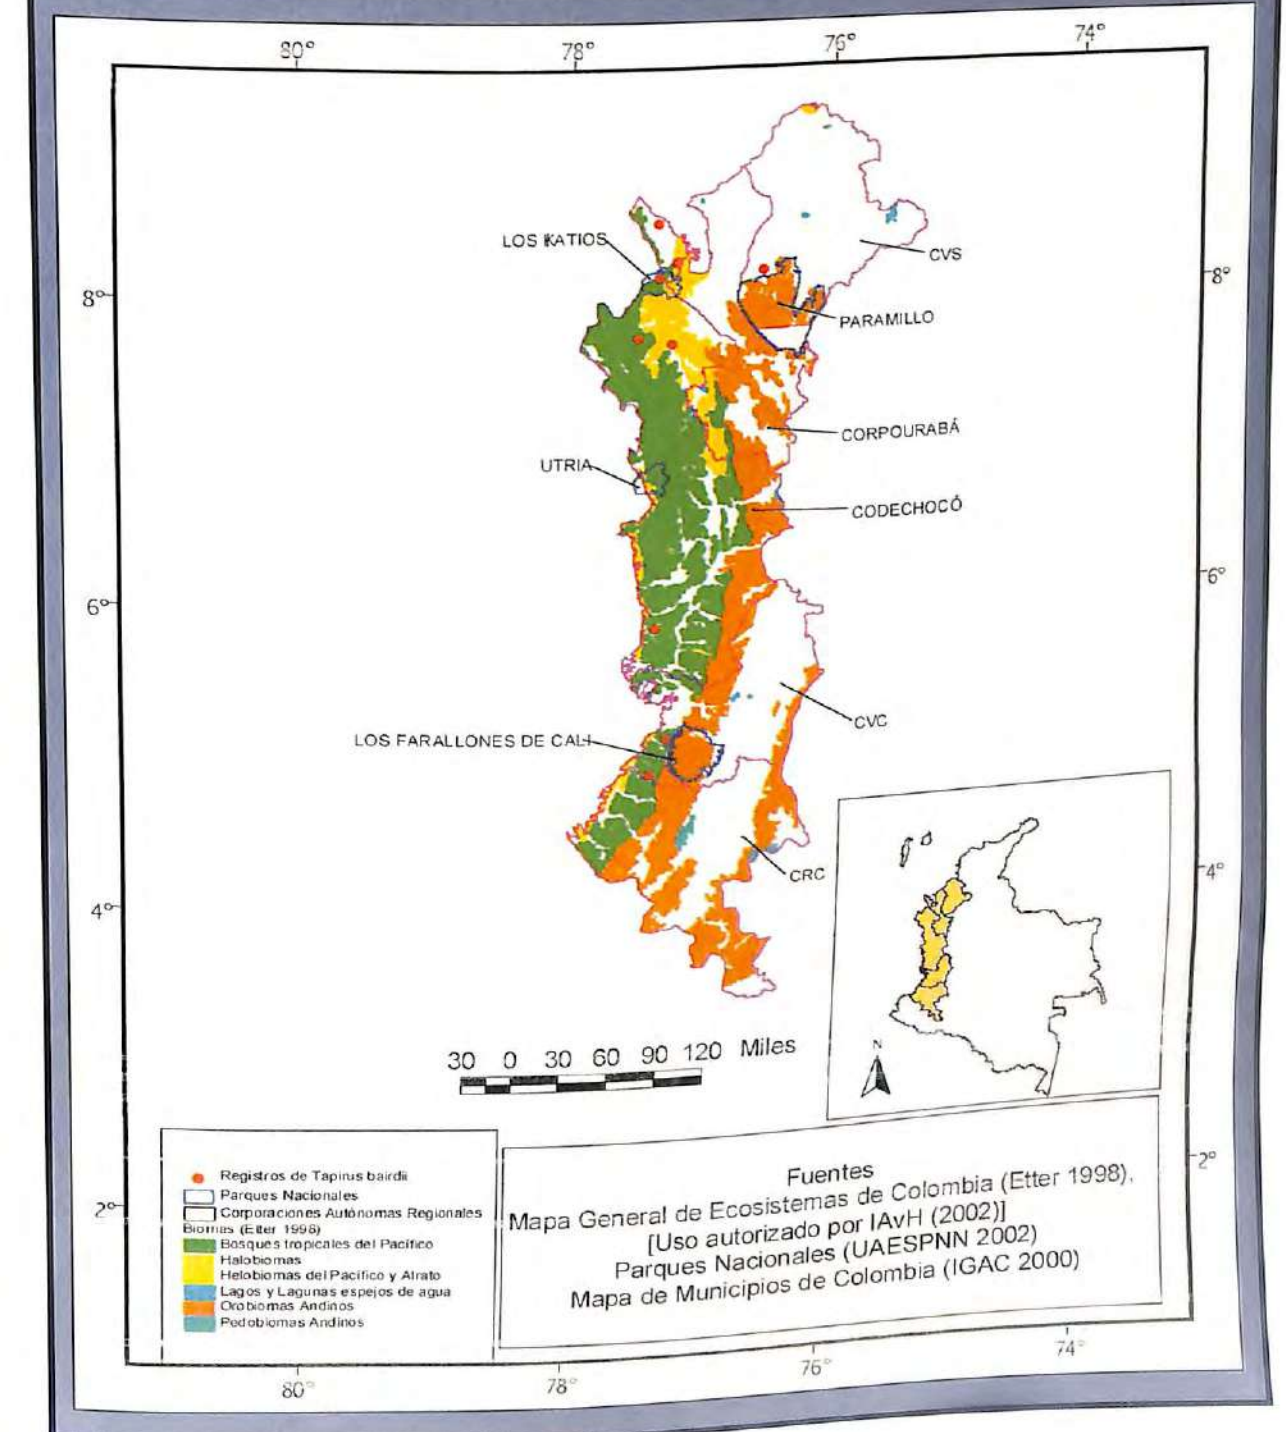 80°
78°
76°
74°
LOS KATIOS
CVS
8°
8°
PARAMILLO
CORPOURABÁ
UTRIA
CODECHOCÓ
6°
6°
CVC
LOS FARALLONES DE CALI
CRC
4°
4°
N
30 0 30 60 90 120 Miles
2°
2°
Registros de Tapirus bairdii
Parques Nacionales
Corporaciones Autónomas Regionales
Biomas (Etter 1998)
Bosques tropicales del Pacífico
Halobiomas
Helobiomas del Pacífico y Atrato
Lagos y Lagunas espejos de agua
Orobiomas Andinos
Pedobiomas Andinos
Fuentes
Mapa General de Ecosistemas de Colombia (Etter 1998),
[Uso autorizado por IAvH (2002)]
Parques Nacionales (UAESPNN 2002)
Mapa de Municipios de Colombia (IGAC 2000)
80°
78°
76°
74°